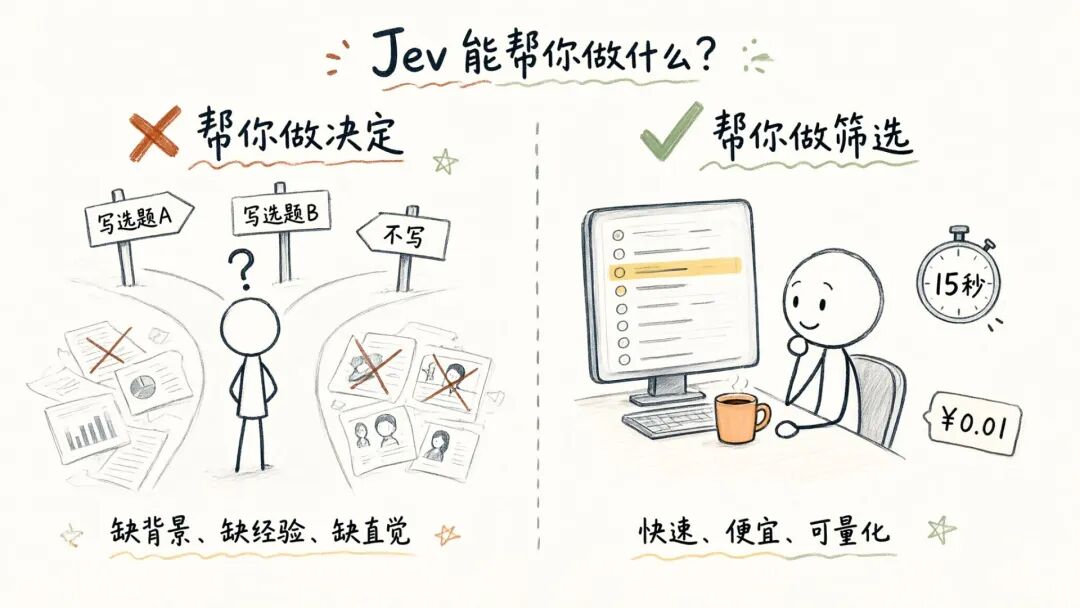 Jev 能帮你做什么?
帮你做决定
写选题A
写选题B
不写
?
缺背景、缺经验、缺直觉
帮你做筛选
15秒
¥0.01
快速、便宜、可量化